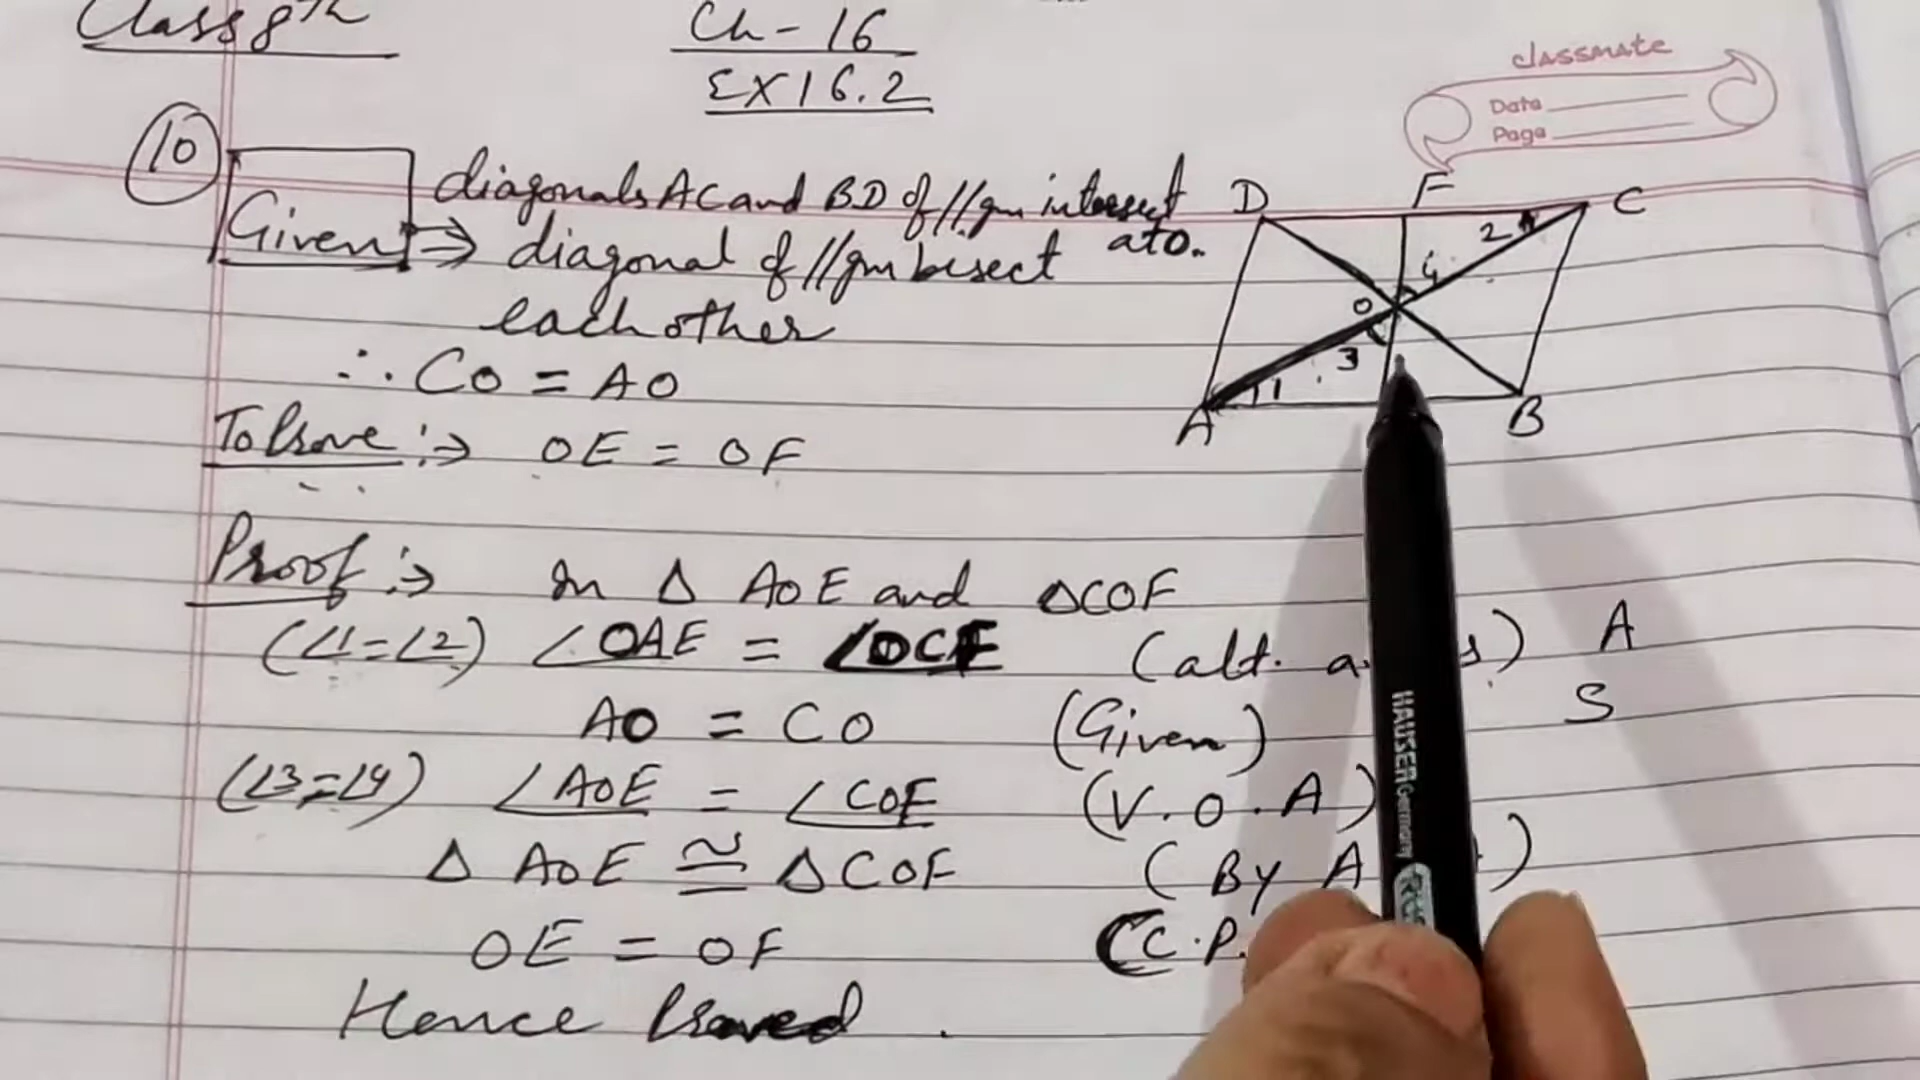 Class 8th
Ch - 16
Ex 16.2
classmate
Date
Page
10
diagonals AC and BD of //gm intersect
at O.
Given ⇒ diagonal of //gm bisect
each other
∴ CO = AO
D F C
2
4
O
3
1
A B
To Prove :→ OE = OF
Proof :→ In Δ AOE and ΔCOF
(∠1=∠2) ∠OAE = ∠OCF (alt. s) A
AO = CO (Given) S
(∠3=∠4) ∠AOE = ∠COF (V.O.A)
Δ AOE ≅ Δ COF (By A )
OE = OF (C.P.
Hence Proved .
HAUSER Germany